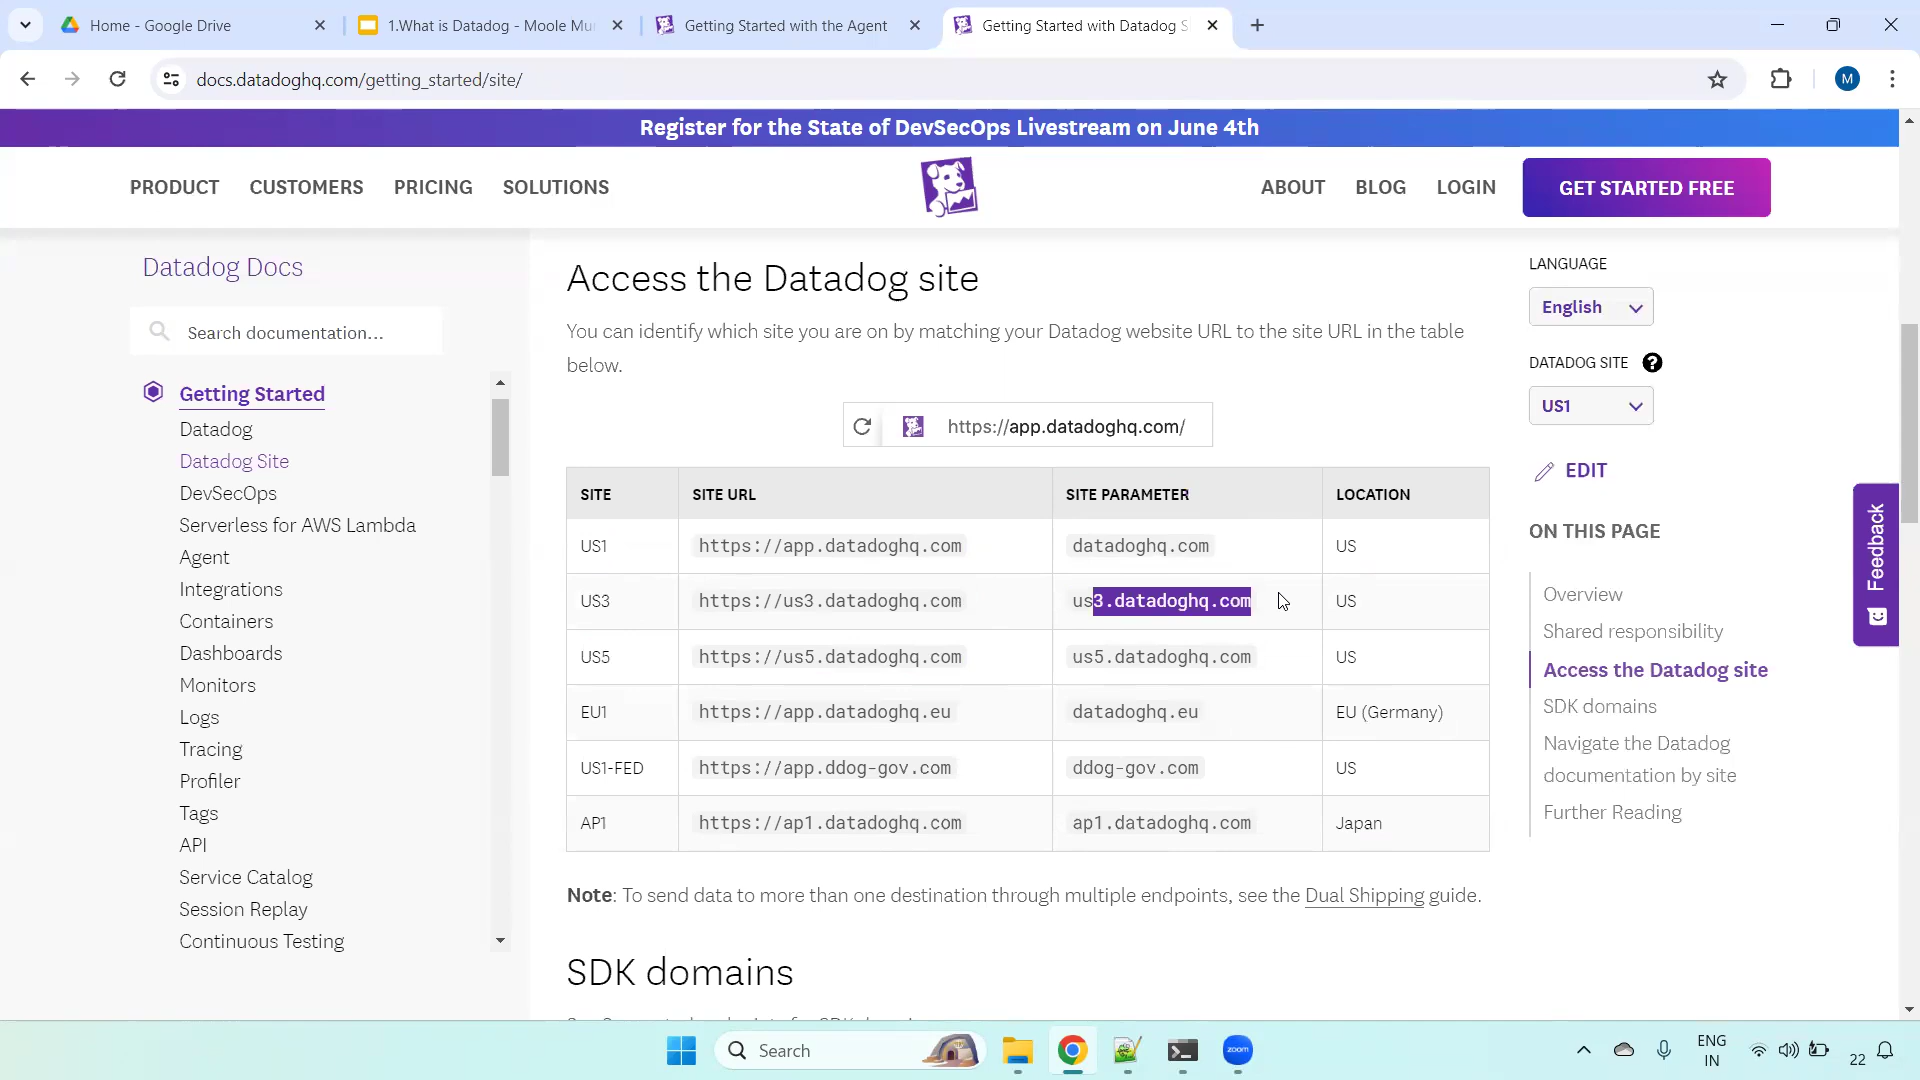 Home - Google Drive
1.What is Datadog - Moole Mu
Getting Started with the Agent
Getting Started with Datadog S
docs.datadoghq.com/getting_started/site/
M
Register for the State of DevSecOps Livestream on June 4th
PRODUCT CUSTOMERS PRICING SOLUTIONS
ABOUT BLOG LOGIN GET STARTED FREE
Datadog Docs
Search documentation...
Getting Started
Datadog
Datadog Site
DevSecOps
Serverless for AWS Lambda
Agent
Integrations
Containers
Dashboards
Monitors
Logs
Tracing
Profiler
Tags
API
Service Catalog
Session Replay
Continuous Testing
Access the Datadog site
You can identify which site you are on by matching your Datadog website URL to the site URL in the table
below.
https://app.datadoghq.com/
SITE SITE URL SITE PARAMETER LOCATION
US1 https://app.datadoghq.com datadoghq.com US
US3 https://us3.datadoghq.com us3.datadoghq.com US
US5 https://us5.datadoghq.com us5.datadoghq.com US
EU1 https://app.datadoghq.eu datadoghq.eu EU (Germany)
US1-FED https://app.ddog-gov.com ddog-gov.com US
AP1 https://ap1.datadoghq.com ap1.datadoghq.com Japan
Note: To send data to more than one destination through multiple endpoints, see the Dual Shipping guide.
SDK domains
LANGUAGE
English
DATADOG SITE ?
US1
EDIT
ON THIS PAGE
Overview
Shared responsibility
Access the Datadog site
SDK domains
Navigate the Datadog
documentation by site
Further Reading
Feedback
Search
zoom
ENG
IN
22